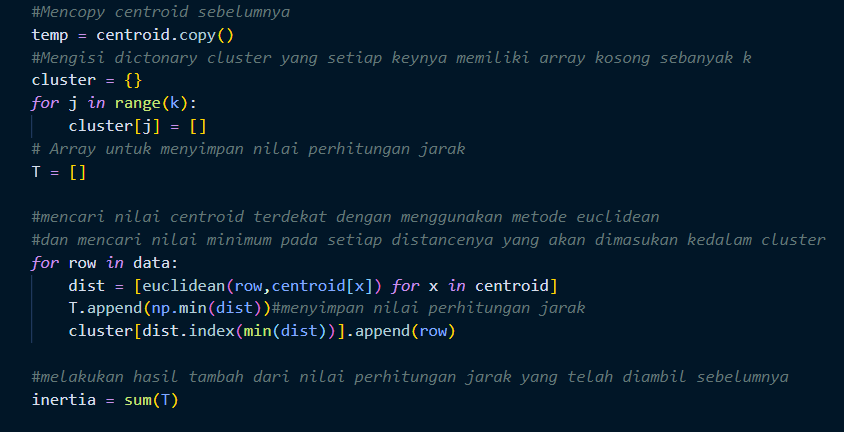 #Mencopy centroid sebelumnya
temp = centroid.copy()
#Mengisi dictonary cluster yang setiap keynya memiliki array kosong sebanyak k
cluster = {}
for j in range(k):
    cluster[j] = []
# Array untuk menyimpan nilai perhitungan jarak
T = []
#mencari nilai centroid terdekat dengan menggunakan metode euclidean
#dan mencari nilai minimum pada setiap distancenya yang akan dimasukan kedalam cluster
for row in data:
    dist = [euclidean(row,centroid[x]) for x in centroid]
    T.append(np.min(dist))#menyimpan nilai perhitungan jarak
    cluster[dist.index(min(dist))].append(row)
#melakukan hasil tambah dari nilai perhitungan jarak yang telah diambil sebelumnya
inertia = sum(T)